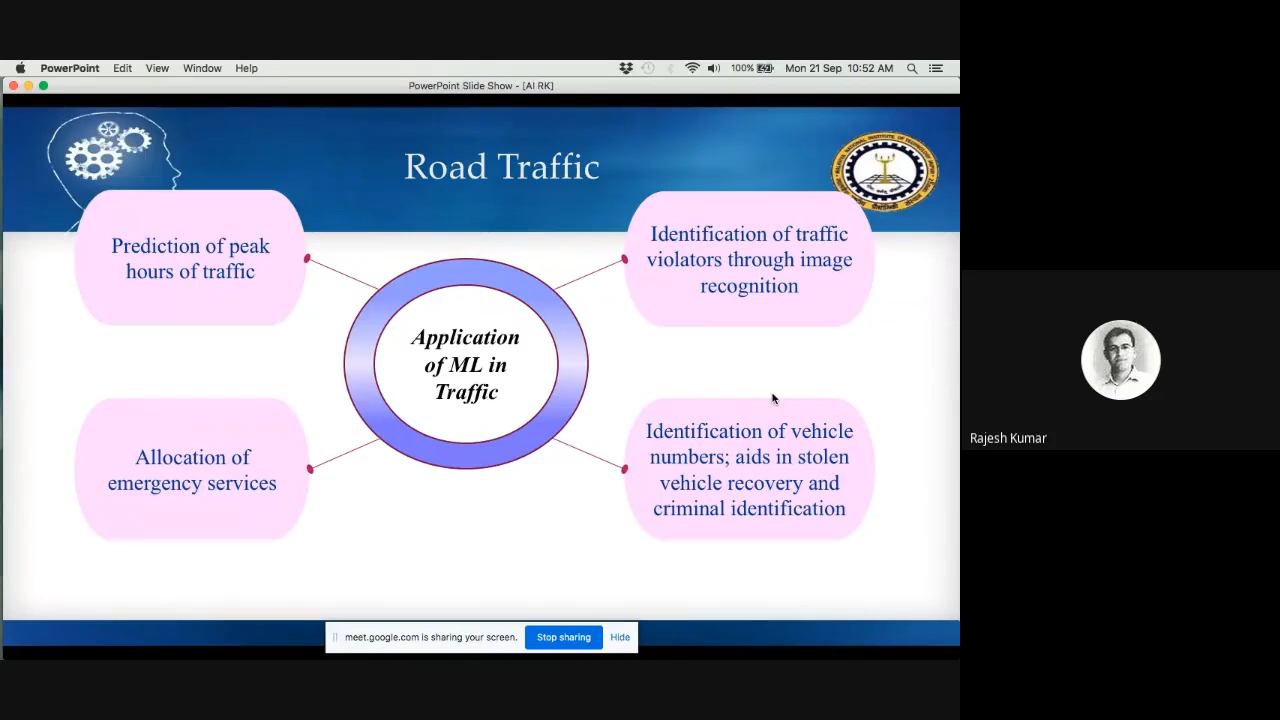 PowerPoint Edit View Window Help 100% Mon 21 Sep 10:52 AM
PowerPoint Slide Show - [AI RK]
Road Traffic
Prediction of peak
hours of traffic
Identification of traffic
violators through image
recognition
Application
of ML in
Traffic
Allocation of
emergency services
Identification of vehicle
numbers; aids in stolen
vehicle recovery and
criminal identification
Rajesh Kumar
meet.google.com is sharing your screen. Stop sharing Hide